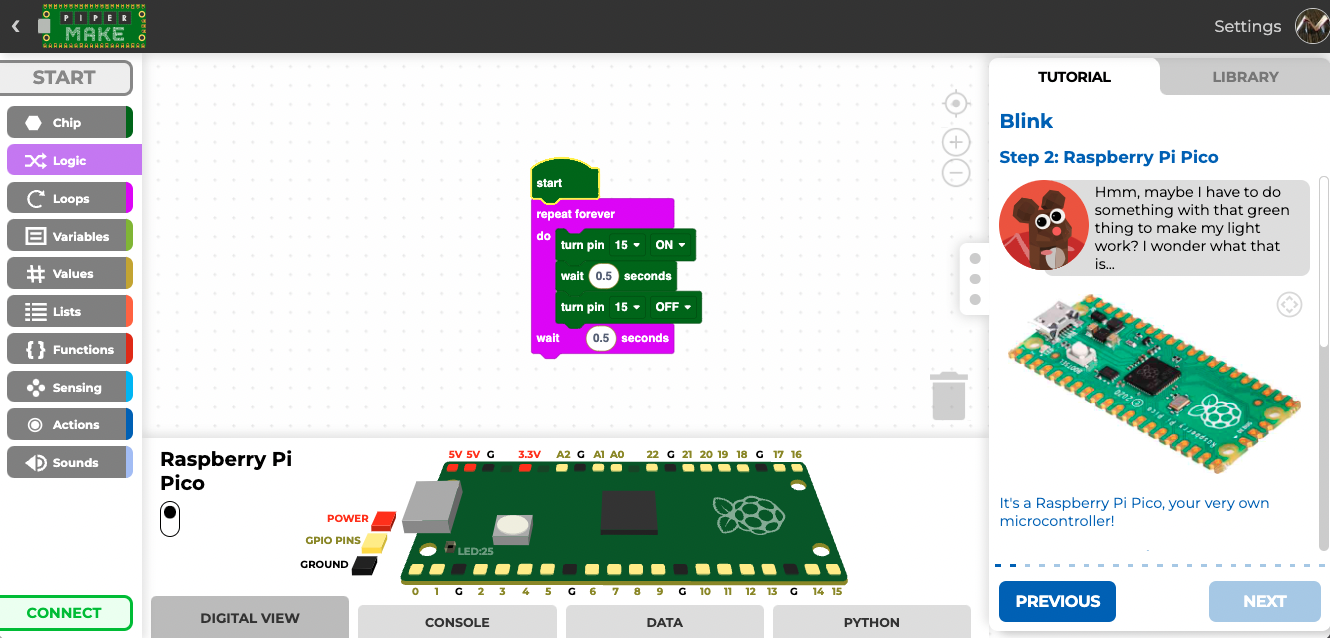 PIPER
MAKE
Settings
START
Chip
Logic
Loops
Variables
Values
Lists
Functions
Sensing
Actions
Sounds
CONNECT
start
repeat forever
do
turn pin 15 ON
wait 0.5 seconds
turn pin 15 OFF
wait 0.5 seconds
Raspberry Pi
Pico
5V 5V G 3.3V A2 G A1 A0 22 G 21 20 19 18 G 17 16
POWER
GPIO PINS
GROUND
LED:25
0 1 G 2 3 4 5 G 6 7 8 9 G 10 11 12 13 G 14 15
DIGITAL VIEW
CONSOLE
DATA
PYTHON
TUTORIAL
LIBRARY
Blink
Step 2: Raspberry Pi Pico
Hmm, maybe I have to do
something with that green
thing to make my light
work? I wonder what that
is...
Raspberry Pi Pico © 2020
BOOTSEL
DEBUG
It's a Raspberry Pi Pico, your very own
microcontroller!
PREVIOUS
NEXT